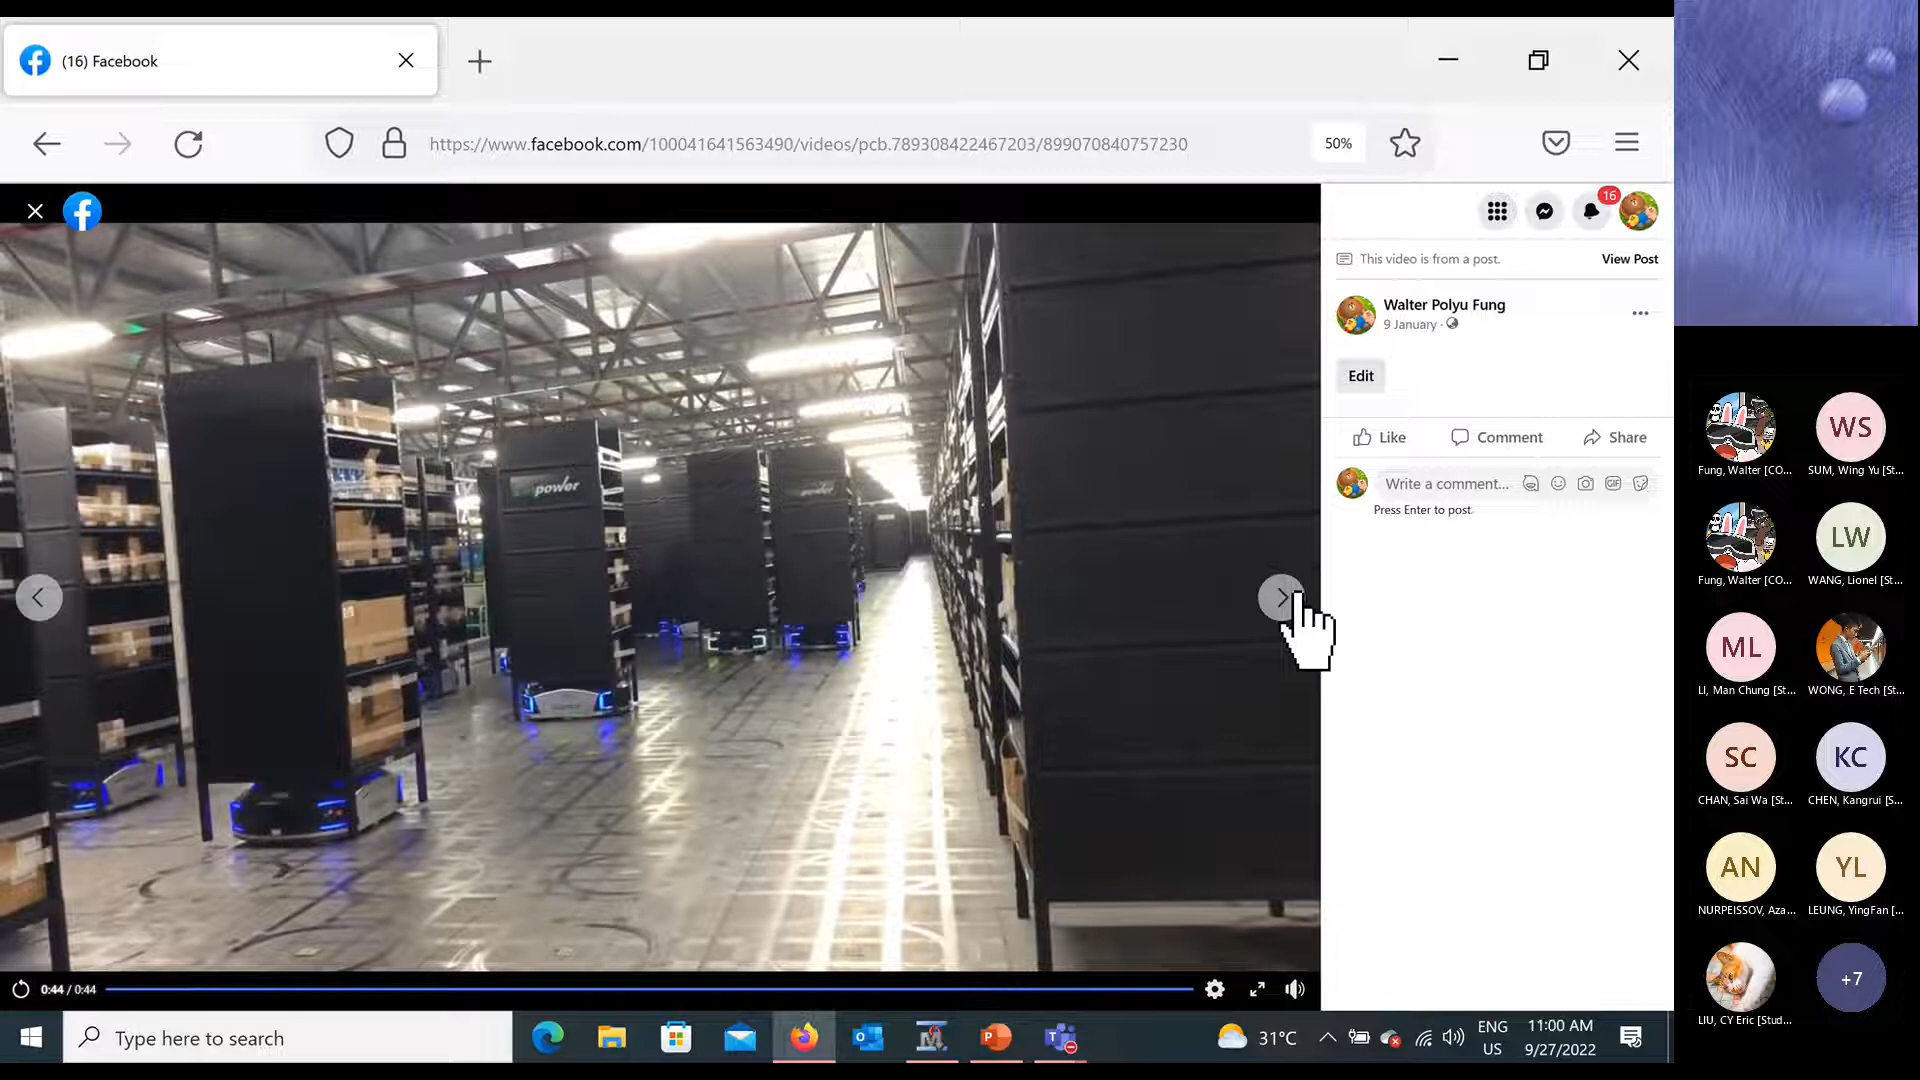 (16) Facebook
https://www.facebook.com/100041641563490/videos/pcb.789308422467203/899070840757230
50%
16
This video is from a post.
View Post
Walter Polyu Fung
9 January ·
Edit
Like
Comment
Share
Write a comment...
GIF
Press Enter to post.
power
0:44 / 0:44
Type here to search
31°C
ENG
US
11:00 AM
9/27/2022
Fung, Walter [CO...
WS
SUM, Wing Yu [St...
Fung, Walter [CO...
LW
WANG, Lionel [St...
ML
LI, Man Chung [St...
WONG, E Tech [St...
SC
CHAN, Sai Wa [St...
KC
CHEN, Kangrui [S...
AN
NURPEISSOV, Aza...
YL
LEUNG, YingFan [...
LIU, CY Eric [Stud...
+7